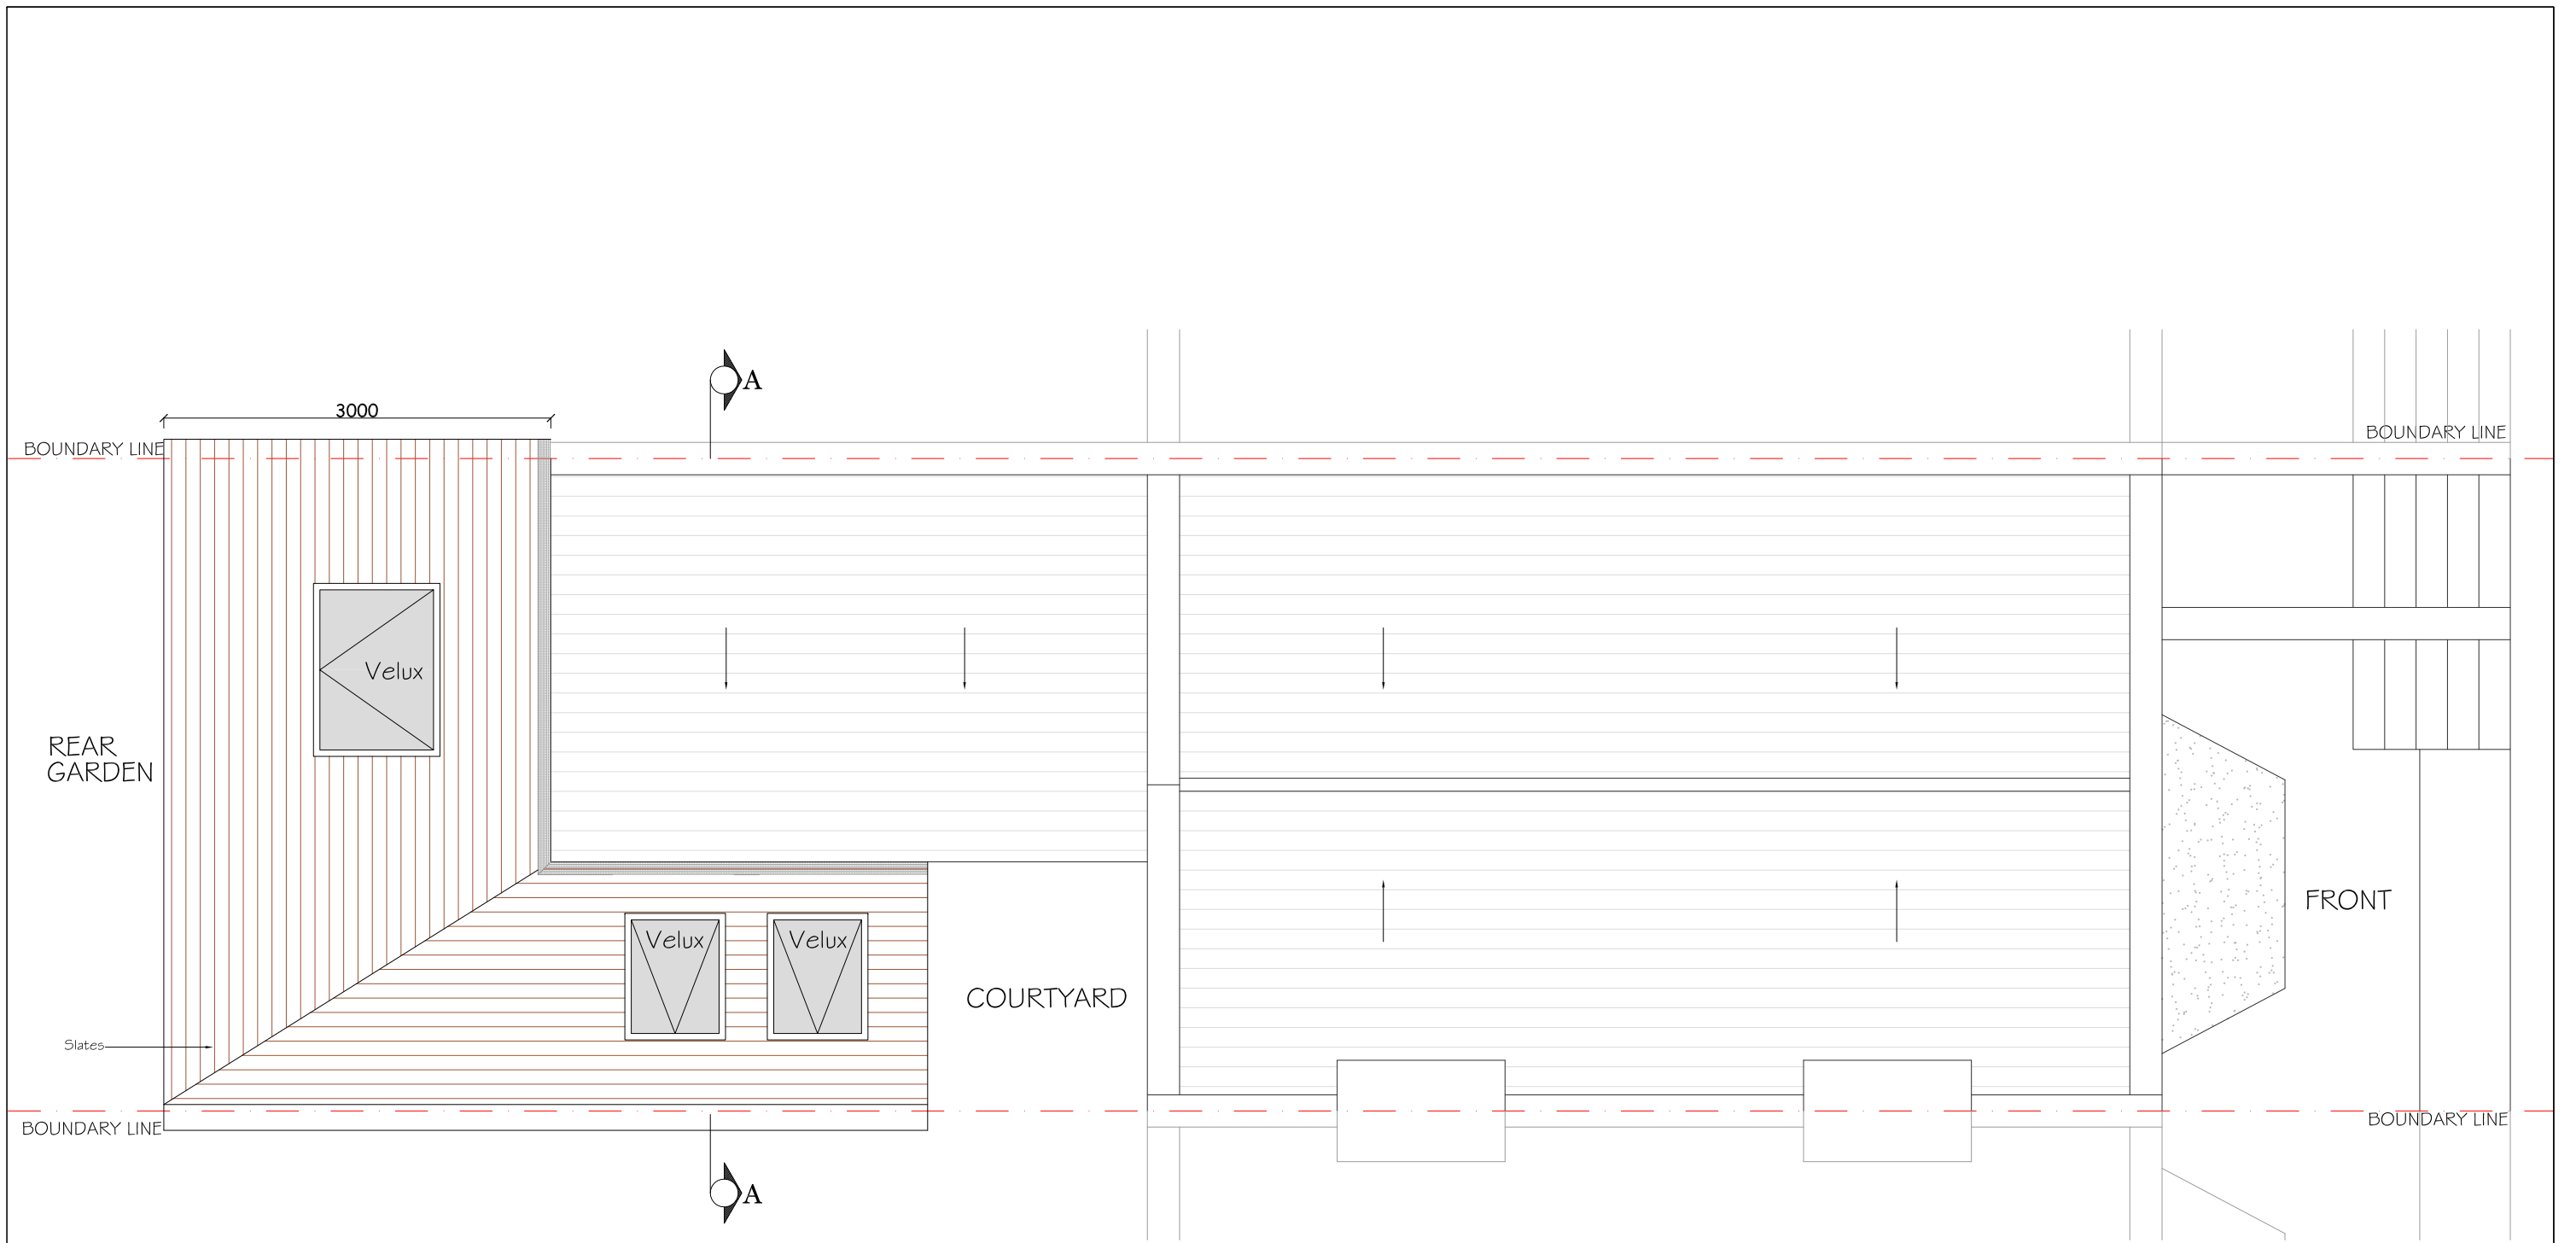 A
3000
BOUNDARY LINE
BOUNDARY LINE
Velux
REAR
GARDEN
FRONT
Velux
Velux
COURTYARD
Slates
BOUNDARY LINE
BOUNDARY LINE
A